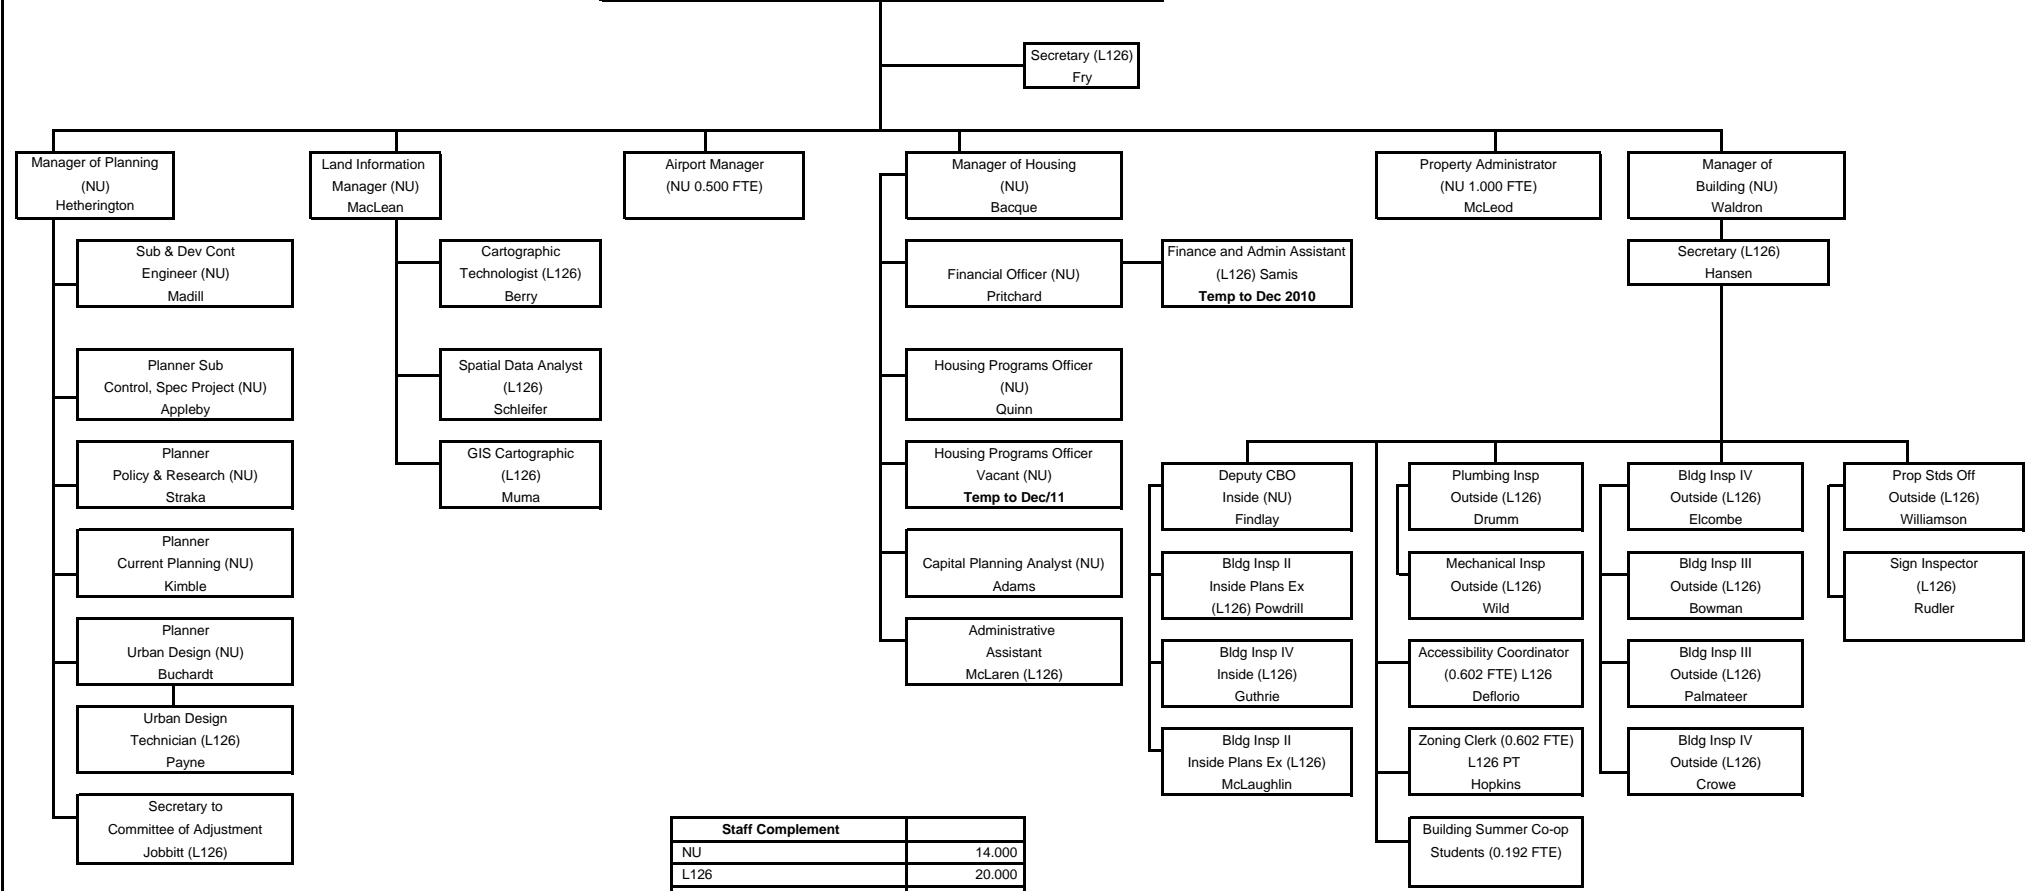 Secretary (L126)
Fry
Manager of Planning
(NU)
Hetherington
Land Information
Manager (NU)
MacLean
Airport Manager
(NU 0.500 FTE)
Manager of Housing
(NU)
Bacque
Property Administrator
(NU 1.000 FTE)
McLeod
Manager of
Building (NU)
Waldron
Sub & Dev Cont
Engineer (NU)
Madill
Planner Sub
Control, Spec Project (NU)
Appleby
Planner
Policy & Research (NU)
Straka
Planner
Current Planning (NU)
Kimble
Planner
Urban Design (NU)
Buchardt
Urban Design
Technician (L126)
Payne
Secretary to
Committee of Adjustment
Jobbitt (L126)
Cartographic
Technologist (L126)
Berry
Spatial Data Analyst
(L126)
Schleifer
GIS Cartographic
(L126)
Muma
Financial Officer (NU)
Pritchard
Finance and Admin Assistant
(L126) Samis
Temp to Dec 2010
Housing Programs Officer
(NU)
Quinn
Housing Programs Officer
Vacant (NU)
Temp to Dec/11
Capital Planning Analyst (NU)
Adams
Administrative
Assistant
McLaren (L126)
Secretary (L126)
Hansen
Deputy CBO
Inside (NU)
Findlay
Bldg Insp II
Inside Plans Ex
(L126) Powdrill
Bldg Insp IV
Inside (L126)
Guthrie
Bldg Insp II
Inside Plans Ex (L126)
McLaughlin
Plumbing Insp
Outside (L126)
Drumm
Mechanical Insp
Outside (L126)
Wild
Accessibility Coordinator
(0.602 FTE) L126
Deflorio
Zoning Clerk (0.602 FTE)
L126 PT
Hopkins
Building Summer Co-op
Students (0.192 FTE)
Bldg Insp IV
Outside (L126)
Elcombe
Bldg Insp III
Outside (L126)
Bowman
Bldg Insp III
Outside (L126)
Palmateer
Bldg Insp IV
Outside (L126)
Crowe
Prop Stds Off
Outside (L126)
Williamson
Sign Inspector
(L126)
Rudler
Staff Complement
NU 14.000
L126 20.000